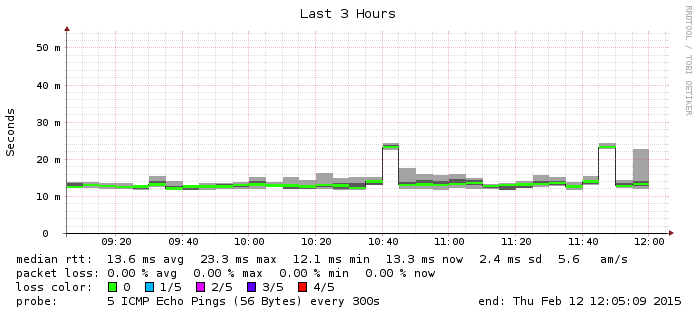 Last 3 Hours
RRDTOOL / TOBI OETIKER
Seconds
50 m
40 m
30 m
20 m
10 m
0
09:20 09:40 10:00 10:20 10:40 11:00 11:20 11:40 12:00
median rtt: 13.6 ms avg 23.3 ms max 12.1 ms min 13.3 ms now 2.4 ms sd 5.6 am/s
packet loss: 0.00 % avg 0.00 % max 0.00 % min 0.00 % now
loss color: 0 1/5 2/5 3/5 4/5
probe: 5 ICMP Echo Pings (56 Bytes) every 300s end: Thu Feb 12 12:05:09 2015